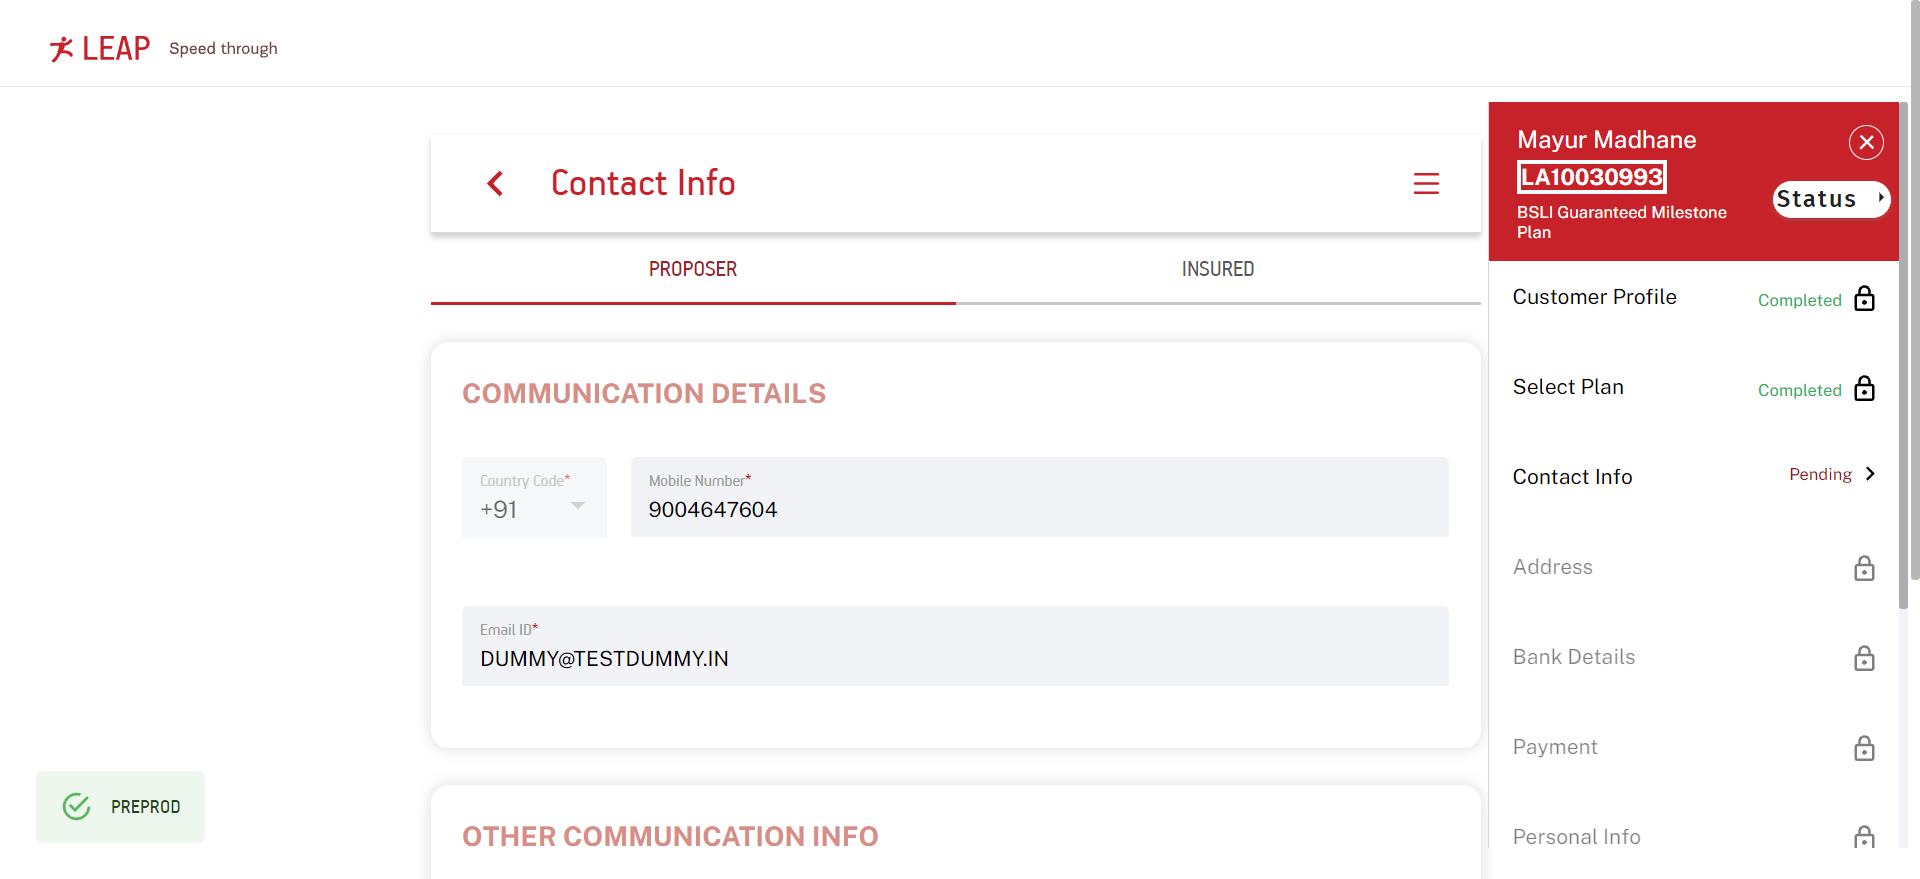 LEAP Speed through
Contact Info
PROPOSER INSURED
COMMUNICATION DETAILS
Country Code*
+91
Mobile Number*
9004647604
Email ID*
DUMMY@TESTDUMMY.IN
OTHER COMMUNICATION INFO
PREPROD
Mayur Madhane
LA10030993
BSLI Guaranteed Milestone
Plan
Status
Customer Profile Completed
Select Plan Completed
Contact Info Pending
Address
Bank Details
Payment
Personal Info